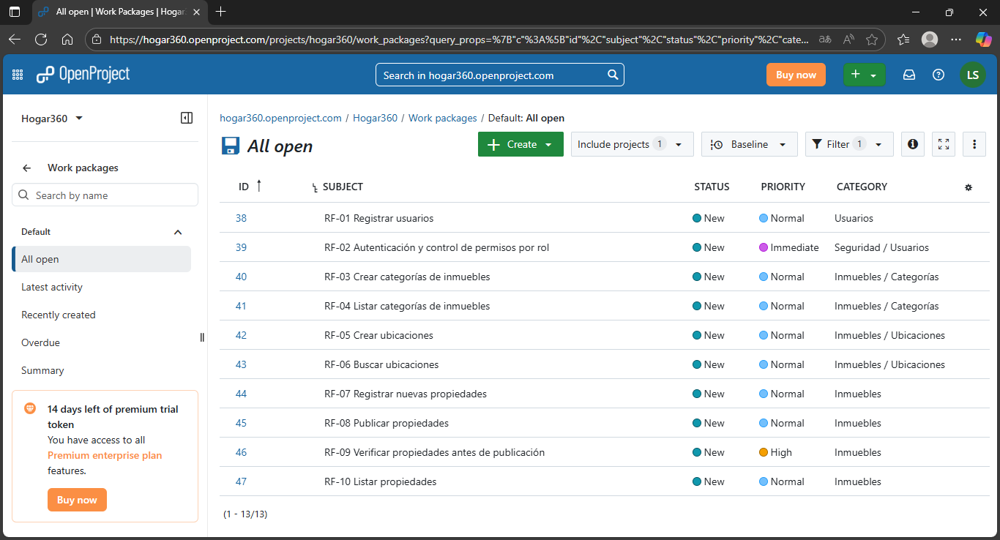 All open | Work Packages | Hogar
https://hogar360.openproject.com/projects/hogar360/work_packages?query_props=%7B"c"%3A%5B"id"%2C"subject"%2C"status"%2C"priority"%2C"cate...
OpenProject
Search in hogar360.openproject.com
Buy now
LS
Hogar360
Work packages
Search by name
Default
All open
Latest activity
Recently created
Overdue
Summary
14 days left of premium trial
token
You have access to all
Premium enterprise plan
features.
Buy now
hogar360.openproject.com / Hogar360 / Work packages / Default: All open
All open
Create
Include projects 1
Baseline
Filter 1
ID SUBJECT STATUS PRIORITY CATEGORY
38 RF-01 Registrar usuarios New Normal Usuarios
39 RF-02 Autenticación y control de permisos por rol New Immediate Seguridad / Usuarios
40 RF-03 Crear categorías de inmuebles New Normal Inmuebles / Categorías
41 RF-04 Listar categorías de inmuebles New Normal Inmuebles / Categorías
42 RF-05 Crear ubicaciones New Normal Inmuebles / Ubicaciones
43 RF-06 Buscar ubicaciones New Normal Inmuebles / Ubicaciones
44 RF-07 Registrar nuevas propiedades New Normal Inmuebles
45 RF-08 Publicar propiedades New Normal Inmuebles
46 RF-09 Verificar propiedades antes de publicación New High Inmuebles
47 RF-10 Listar propiedades New Normal Inmuebles
(1 - 13/13)